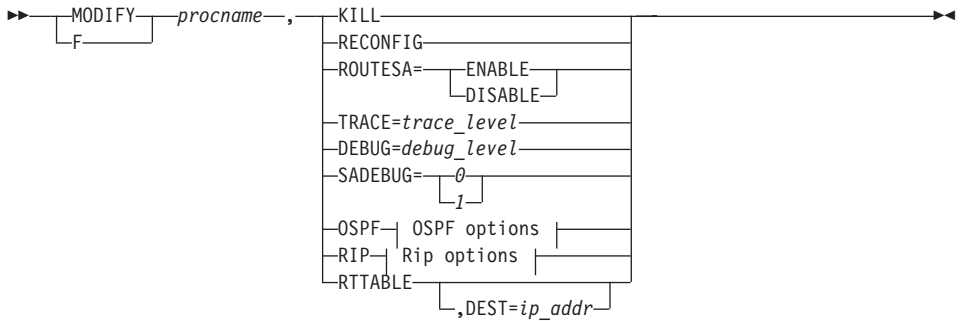 MODIFY procname , KILL
F RECONFIG
ROUTESA= ENABLE
DISABLE
TRACE=trace_level
DEBUG=debug_level
SADEBUG= 0
1
OSPF OSPF options
RIP Rip options
RTTABLE
,DEST=ip_addr